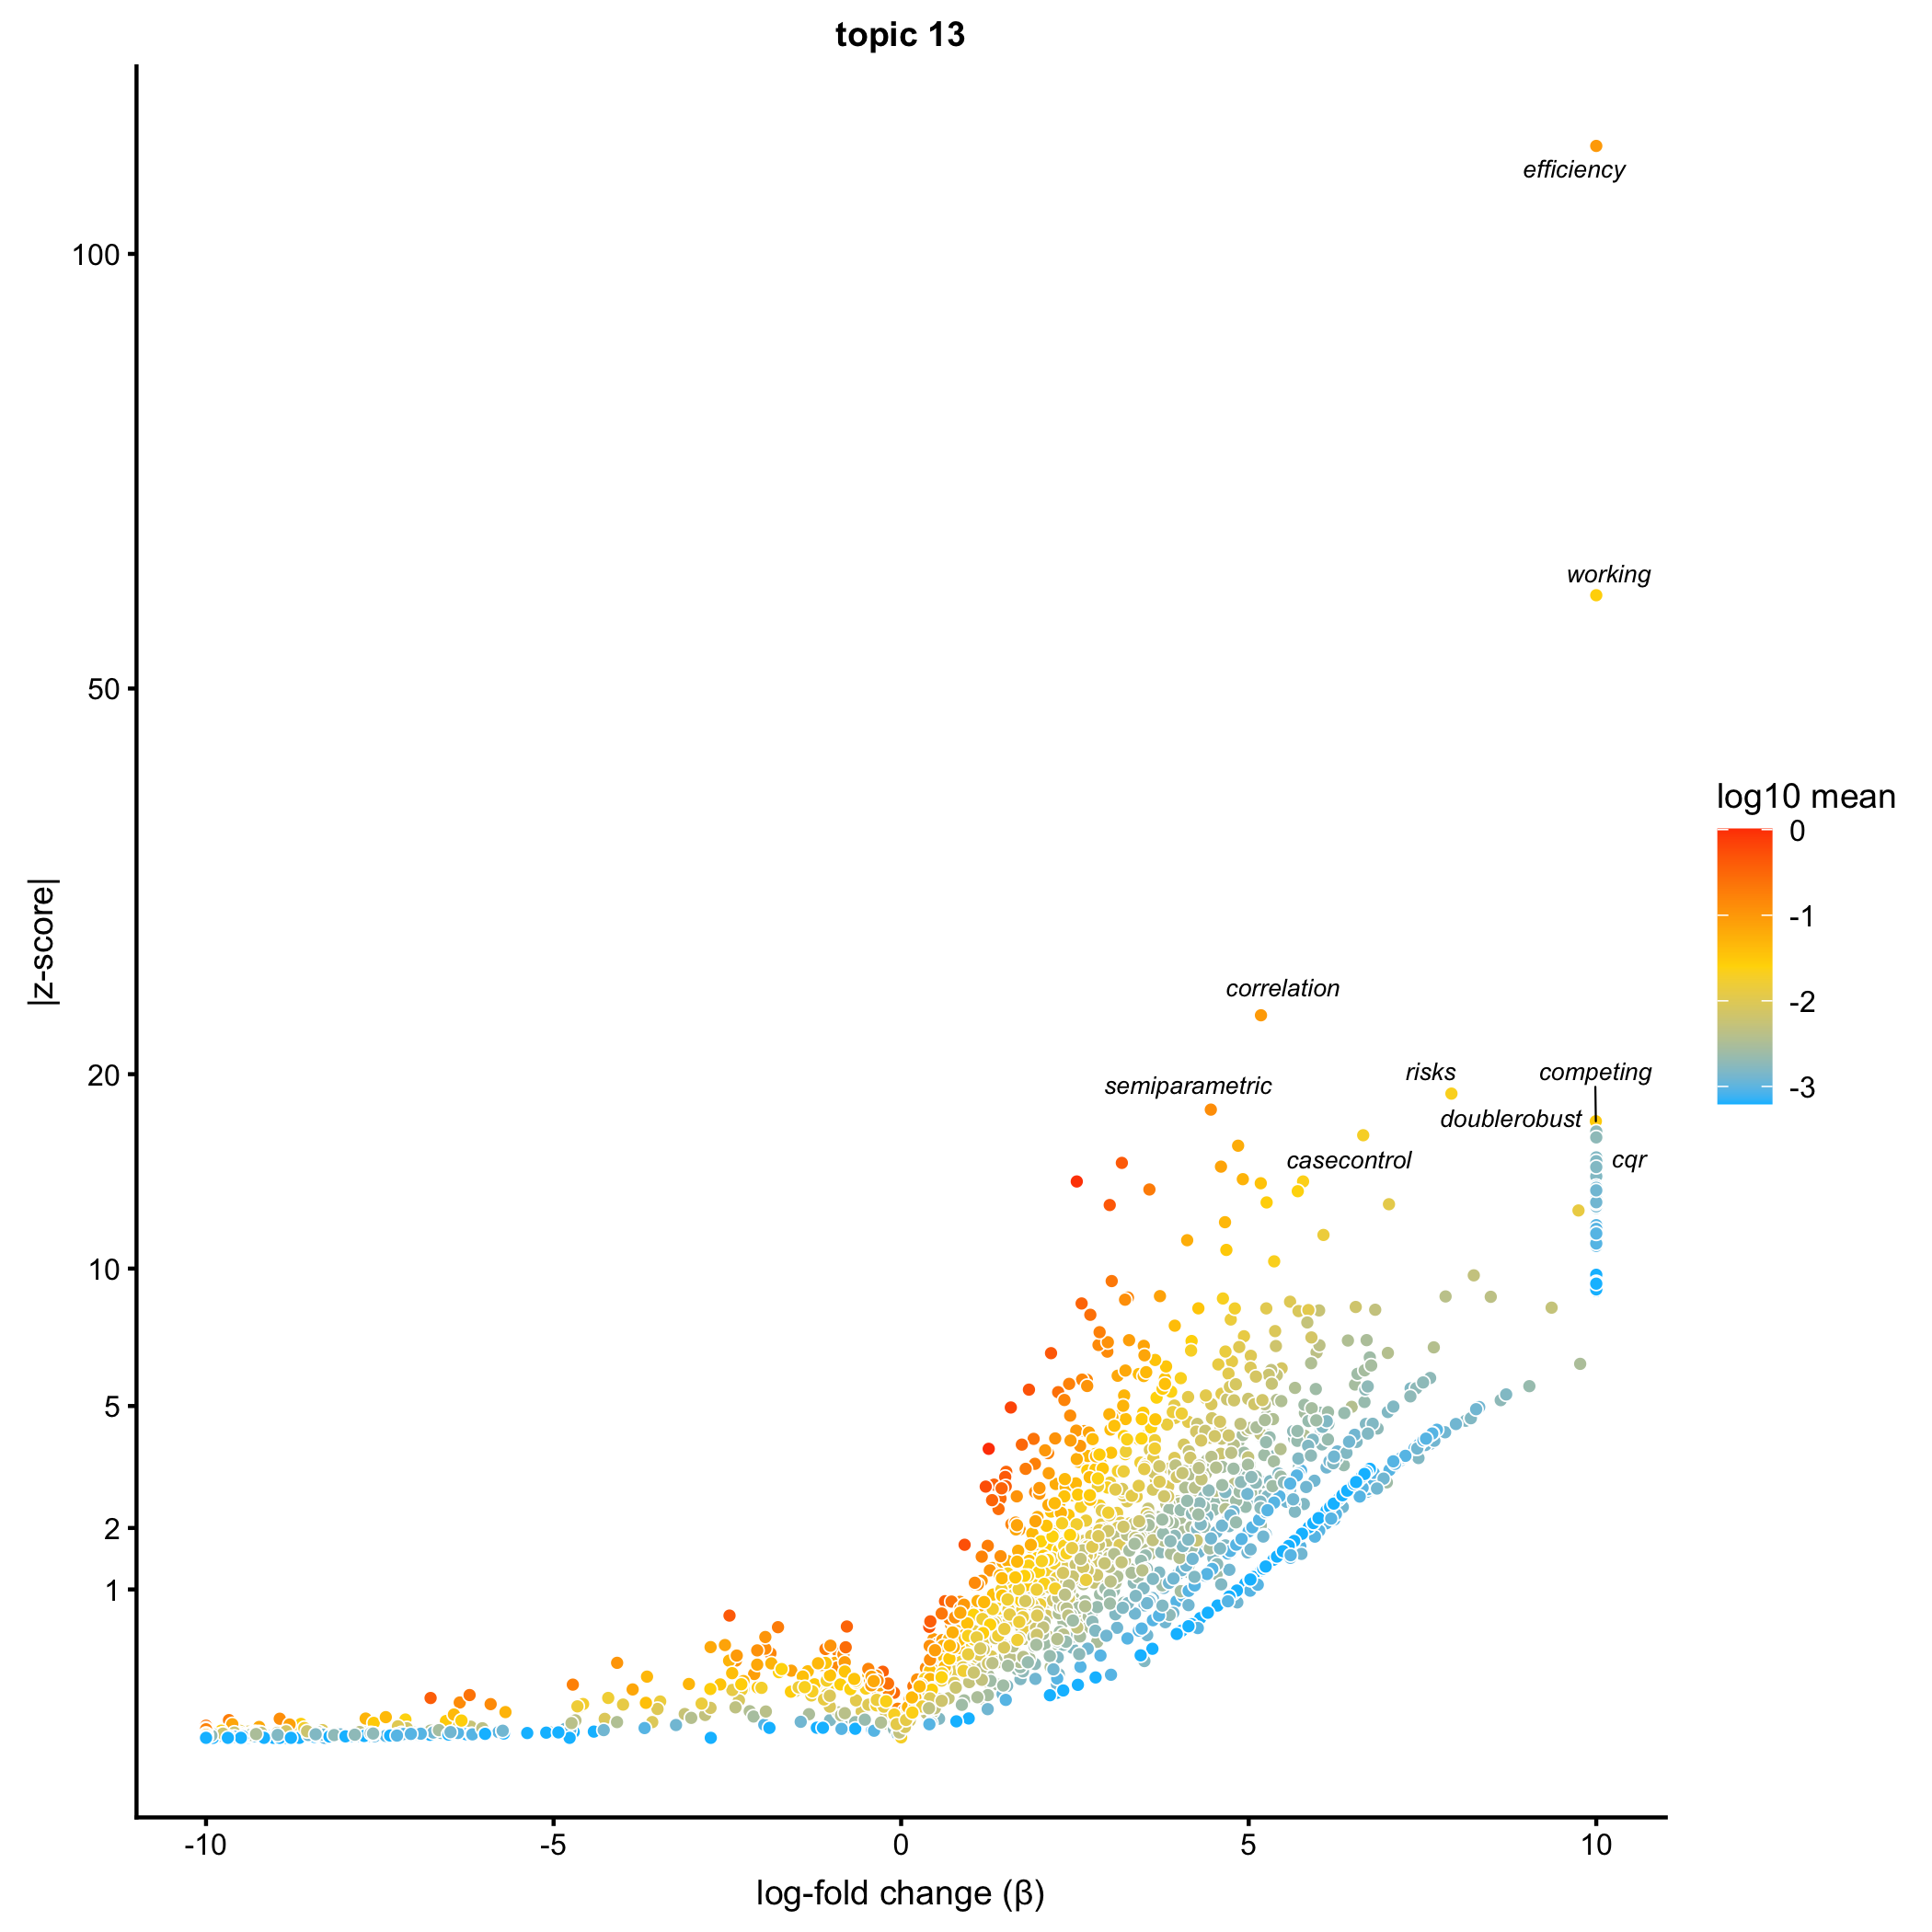 topic 13
efficiency
100
working
50
|z-score|
log10 mean
0
-1
-2
-3
correlation
20
risks
competing
semiparametric
doublerobust
casecontrol
cqr
10
5
2
1
-10
-5
0
5
10
log-fold change (β)